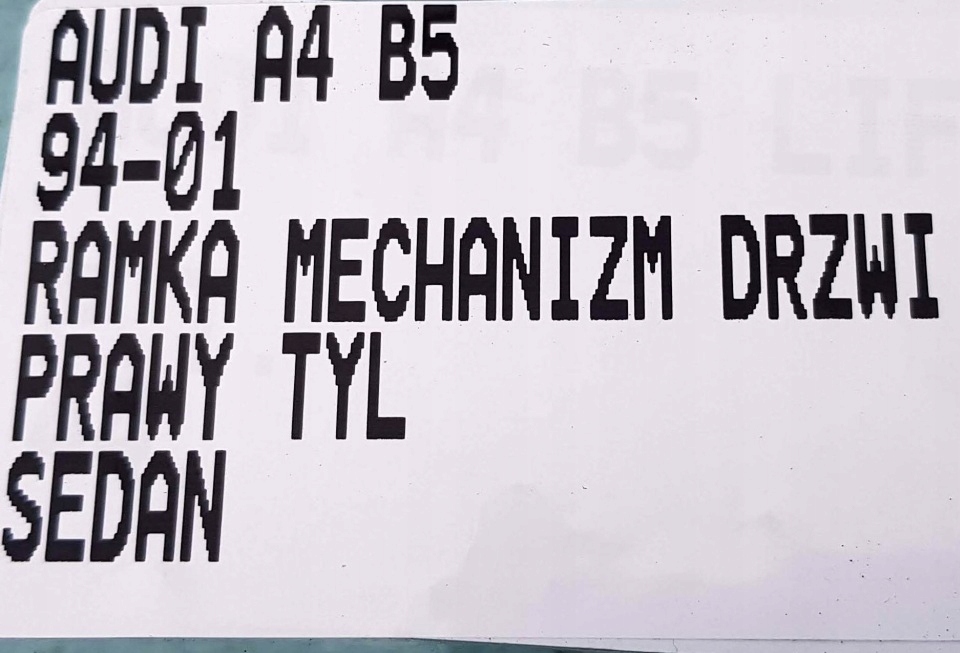 AUDI A4 B5
94-01
RAMKA MECHANIZM DRZWI
PRAWY TYL
SEDAN